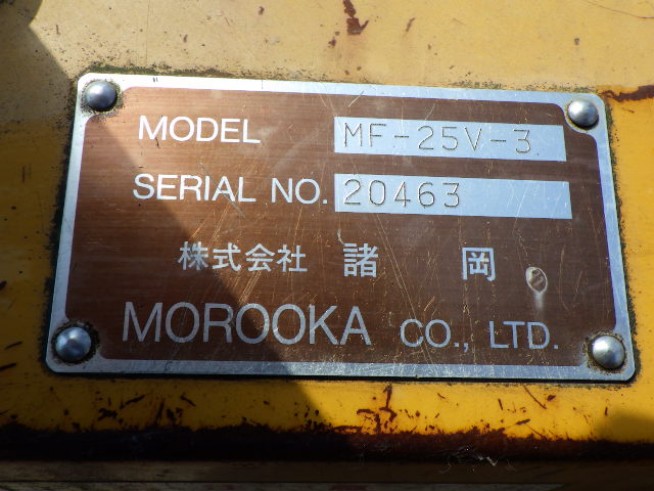 MODEL MF-25V-3
SERIAL NO. 20463
株式会社 諸岡
MOROOKA CO., LTD.